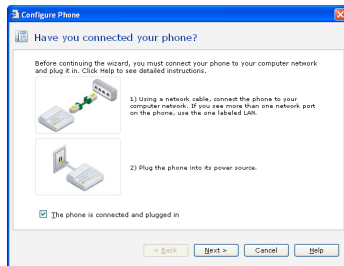 Configure Phone
Have you connected your phone?
Before continuing the wizard, you must connect your phone to your computer network
and plug it in. Click Help to see detailed instructions.
1) Using a network cable, connect the phone to your
computer network. If you see more than one network port
on the phone, use the one labeled LAN.
2) Plug the phone into its power source.
The phone is connected and plugged in
< Back Next > Cancel Help